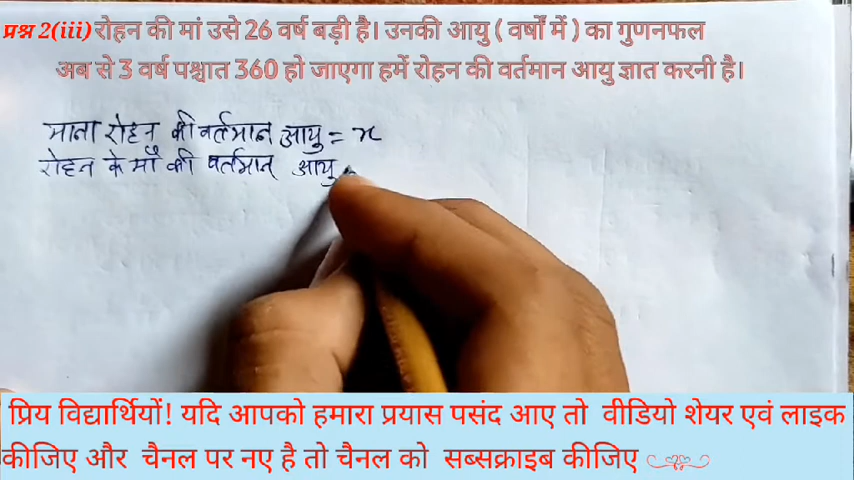 प्रश्न 2(iii) रोहन की मां उसे 26 वर्ष बड़ी है। उनकी आयु ( वर्षों में ) का गुणनफल
अब से 3 वर्ष पश्चात 360 हो जाएगा हमें रोहन की वर्तमान आयु ज्ञात करनी है।
माना रोहन की वर्तमान आयु = x
रोहन के माँ की वर्तमान आयु
प्रिय विद्यार्थियों! यदि आपको हमारा प्रयास पसंद आए तो वीडियो शेयर एवं लाइक
कीजिए और चैनल पर नए है तो चैनल को सब्सक्राइब कीजिए